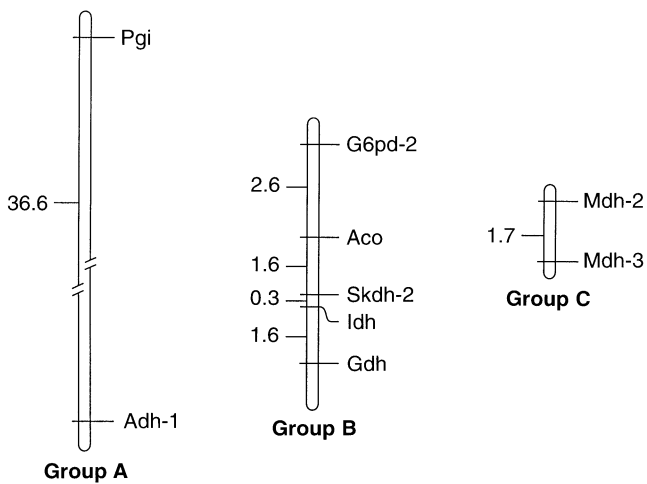 Pgi
36.6
Adh-1
Group A
G6pd-2
2.6
Aco
1.6
Skdh-2
0.3
Idh
1.6
Gdh
Group B
Mdh-2
1.7
Mdh-3
Group C